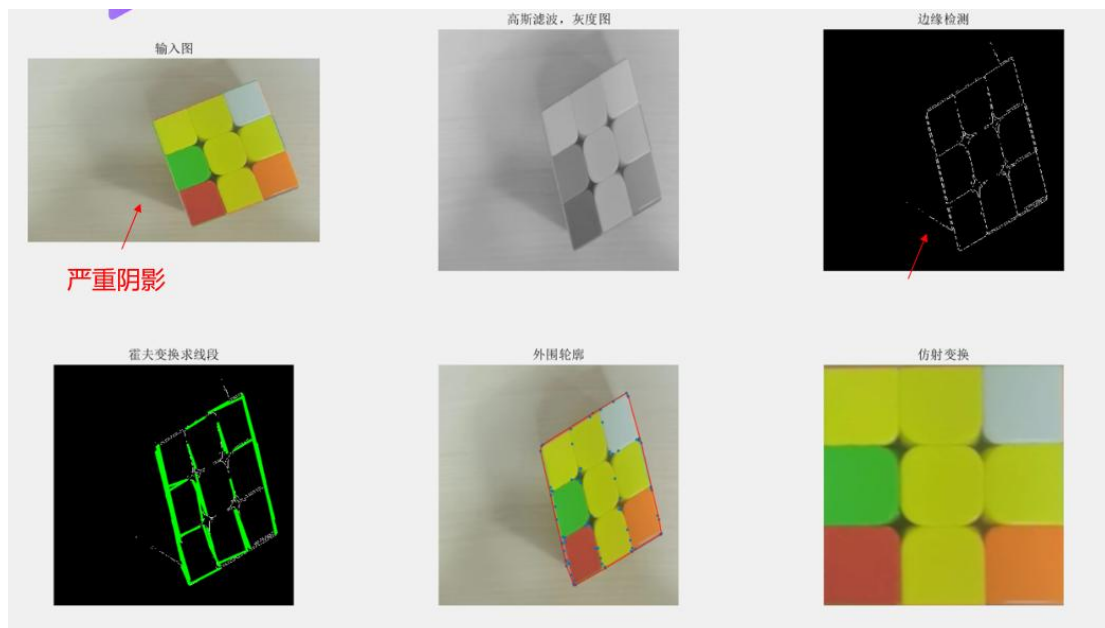 高斯滤波，灰度图
边缘检测
输入图
严重阴影
霍夫变换求线段
外围轮廓
仿射变换